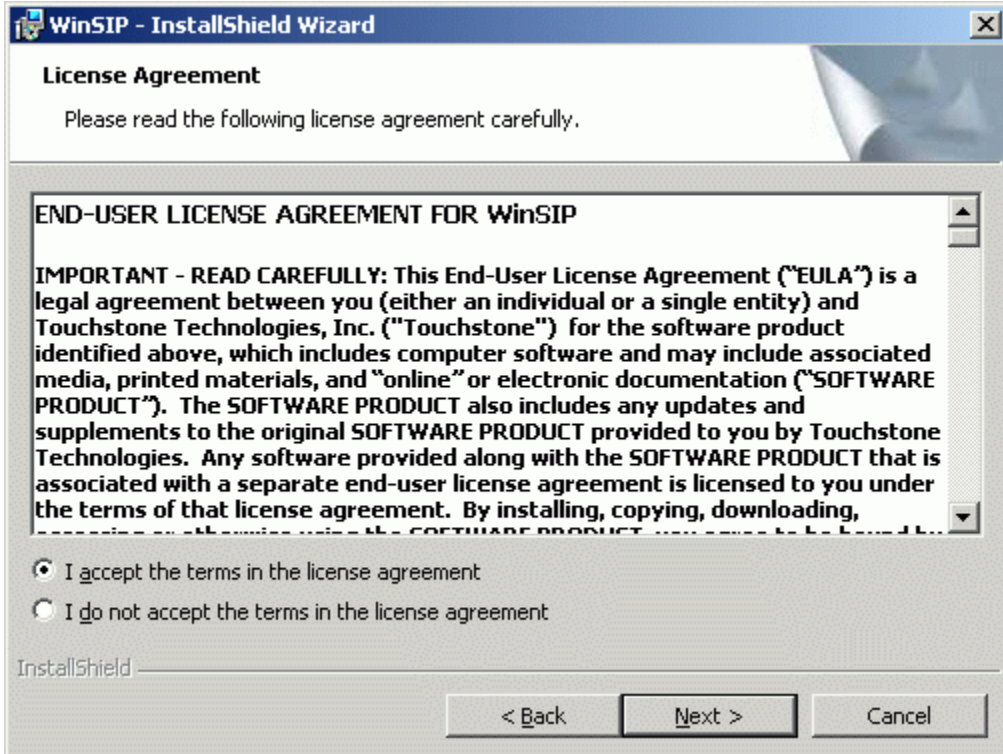 WinSIP - InstallShield Wizard
License Agreement
Please read the following license agreement carefully.
END-USER LICENSE AGREEMENT FOR WinSIP
IMPORTANT - READ CAREFULLY: This End-User License Agreement (“EULA”) is a
legal agreement between you (either an individual or a single entity) and
Touchstone Technologies, Inc. ("Touchstone")  for the software product
identified above, which includes computer software and may include associated
media, printed materials, and “online” or electronic documentation (“SOFTWARE
PRODUCT”).  The SOFTWARE PRODUCT also includes any updates and
supplements to the original SOFTWARE PRODUCT provided to you by Touchstone
Technologies.  Any software provided along with the SOFTWARE PRODUCT that is
associated with a separate end-user license agreement is licensed to you under
the terms of that license agreement.  By installing, copying, downloading,
I accept the terms in the license agreement
I do not accept the terms in the license agreement
InstallShield
< Back
Next >
Cancel